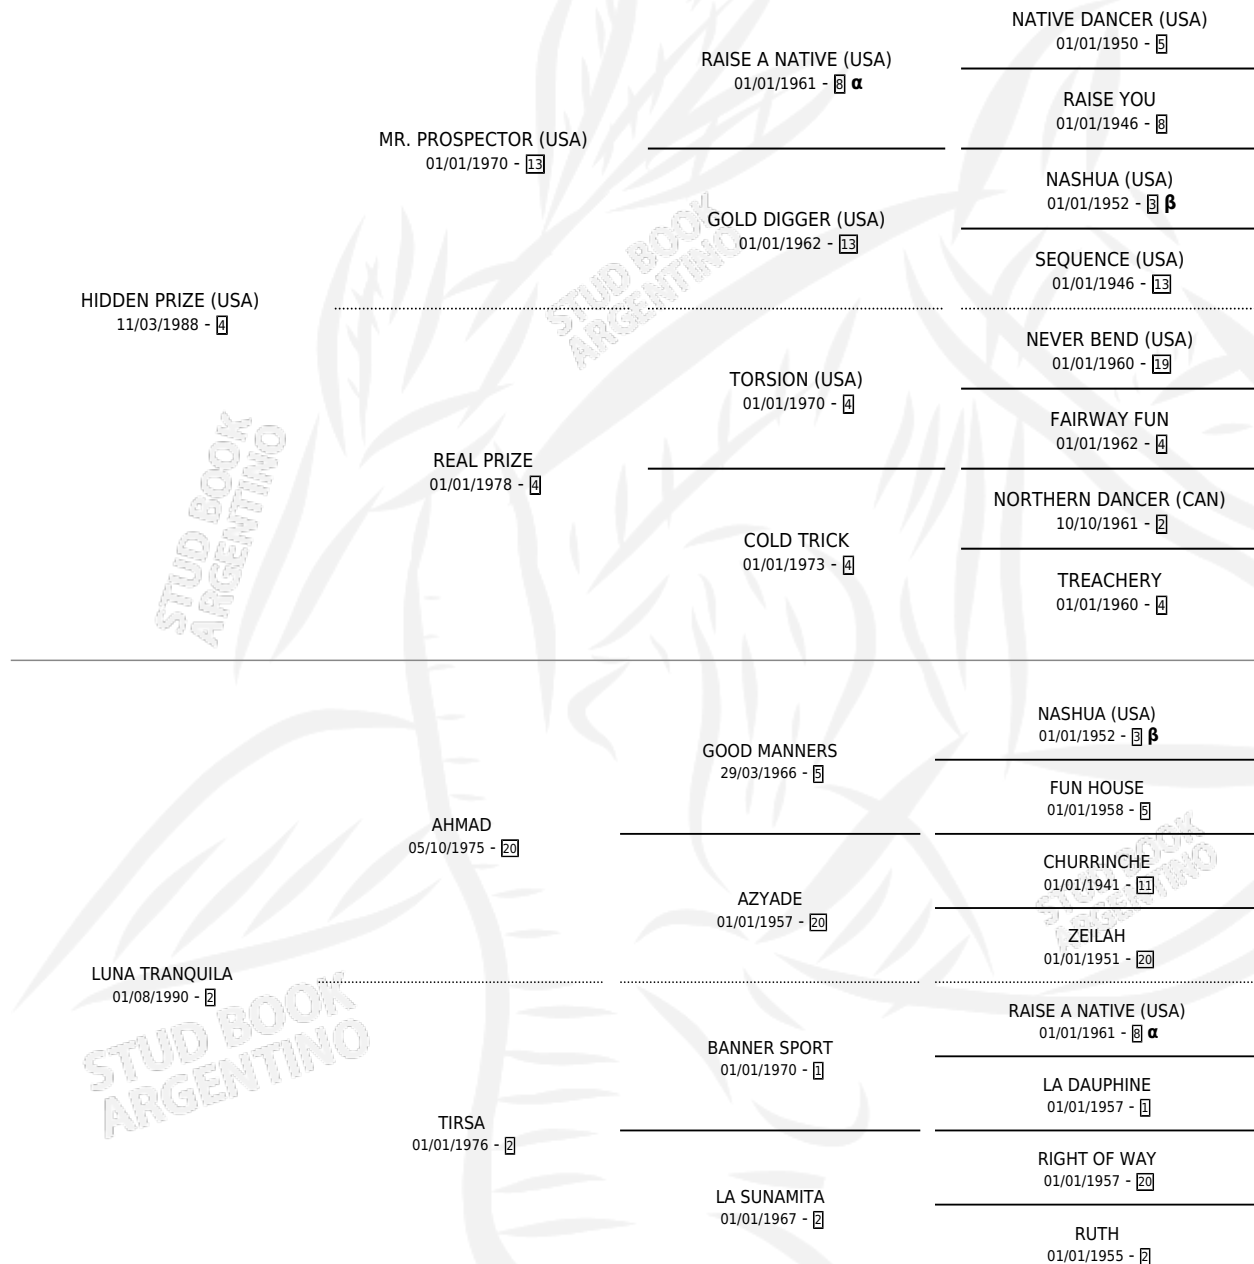 NATIVE DANCER (USA)
01/01/1950 - 5
RAISE A NATIVE (USA)
01/01/1961 - 8 α
RAISE YOU
01/01/1946 - 8
MR. PROSPECTOR (USA)
01/01/1970 - 13
NASHUA (USA)
01/01/1952 - 3 β
GOLD DIGGER (USA)
01/01/1962 - 13
SEQUENCE (USA)
01/01/1946 - 13
HIDDEN PRIZE (USA)
11/03/1988 - 4
NEVER BEND (USA)
01/01/1960 - 19
TORSION (USA)
01/01/1970 - 4
FAIRWAY FUN
01/01/1962 - 4
REAL PRIZE
01/01/1978 - 4
NORTHERN DANCER (CAN)
10/10/1961 - 2
COLD TRICK
01/01/1973 - 4
TREACHERY
01/01/1960 - 4
NASHUA (USA)
01/01/1952 - 3 β
GOOD MANNERS
29/03/1966 - 5
FUN HOUSE
01/01/1958 - 5
AHMAD
05/10/1975 - 20
CHURRINCHE
01/01/1941 - 11
AZYADE
01/01/1957 - 20
ZEILAH
01/01/1951 - 20
LUNA TRANQUILA
01/08/1990 - 2
RAISE A NATIVE (USA)
01/01/1961 - 8 α
BANNER SPORT
01/01/1970 - 1
LA DAUPHINE
01/01/1957 - 1
TIRSA
01/01/1976 - 2
RIGHT OF WAY
01/01/1957 - 20
LA SUNAMITA
01/01/1967 - 2
RUTH
01/01/1955 - 2
STUD BOOK
ARGENTINO
STUD BOOK
ARGENTINO
STUD BOOK
ARGENTINO
STUD BOOK
ARGENTINO